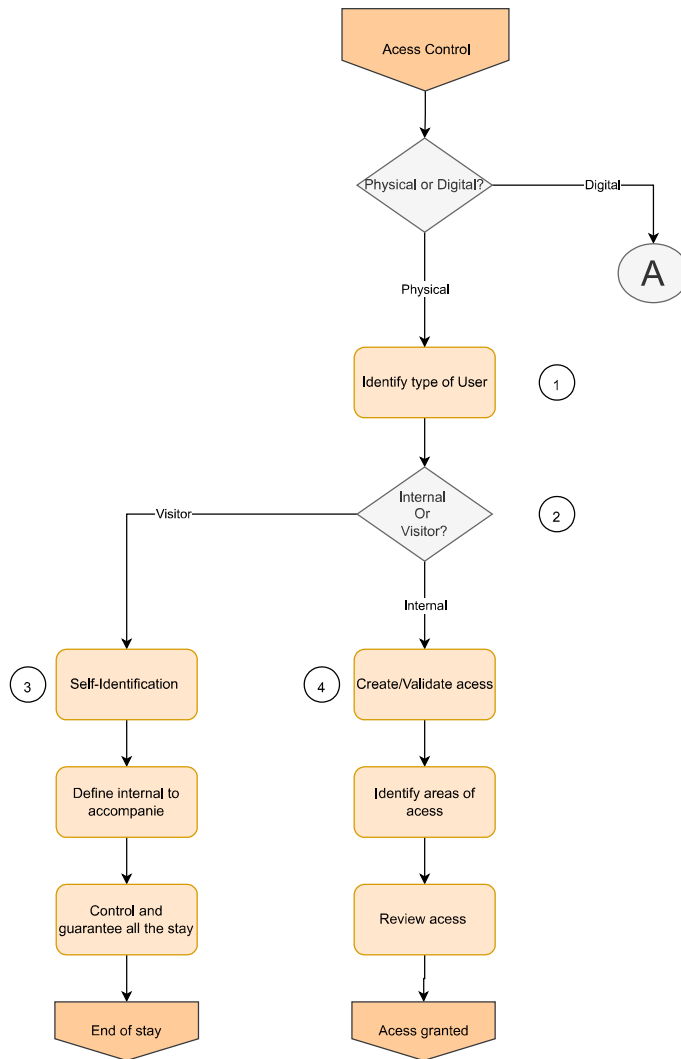 Acess Control
Physical or Digital?
Digital
A
Physical
Identify type of User
1
Internal
Or
Visitor?
2
Visitor
Internal
3
Self-Identification
4
Create/Validate acess
Define internal to
accompanie
Identify areas of
acess
Control and
guarantee all the stay
Review acess
End of stay
Acess granted